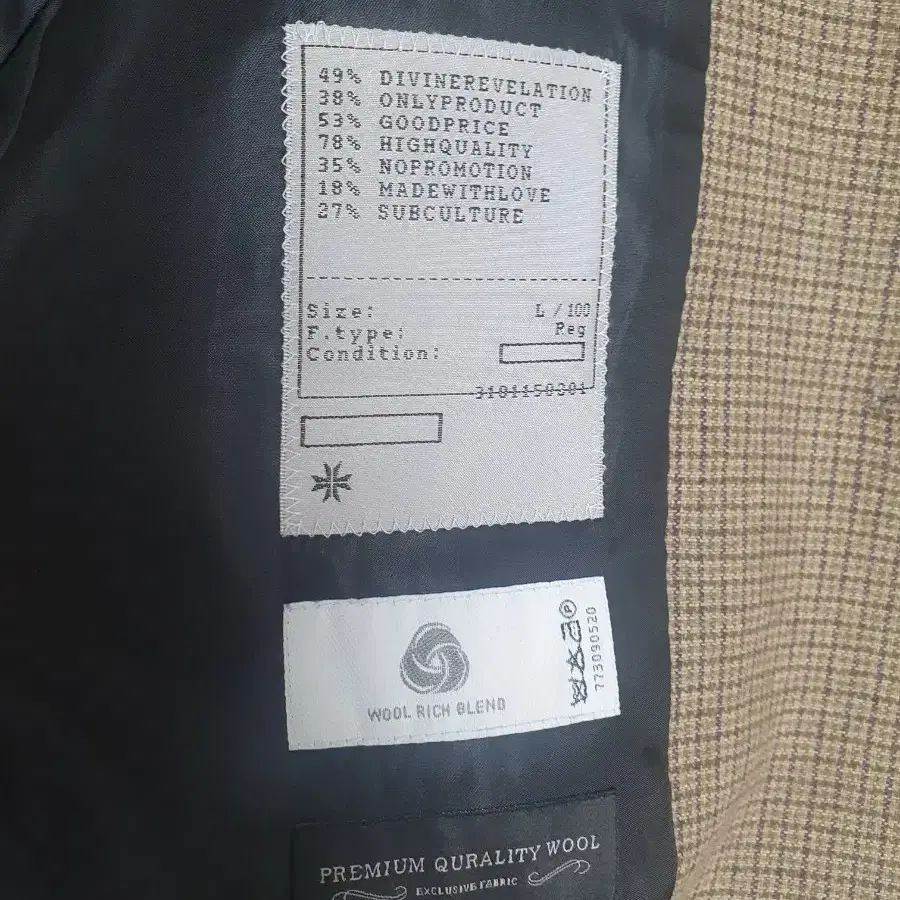 49% DIVINEREVELATION
38% ONLYPRODUCT
53% GOODPRICE
78% HIGHQUALITY
35% NOPROMOTION
18% MADEWITHLOVE
27% SUBCULTURE
Size: L / 100
F.type: Reg
Condition:
3101150301
WOOL RICH BLEND
P
773090520
PREMIUM QURALITY WOOL
EXCLUSIVE FABRIC